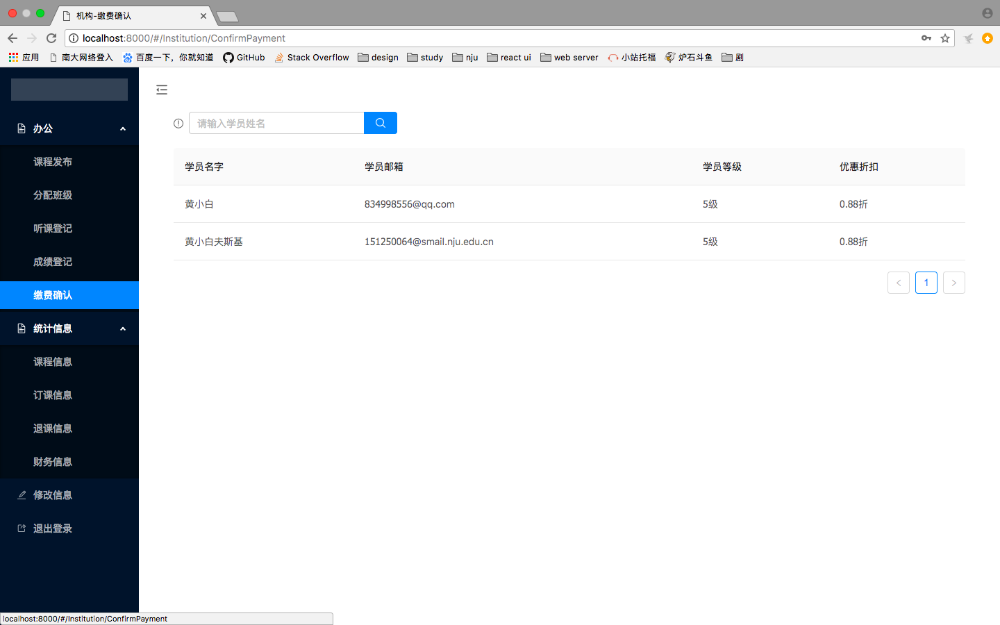 机构-缴费确认
localhost:8000/#/Institution/ConfirmPayment
应用 南大网络登入 百度一下，你就知道 GitHub Stack Overflow design study nju react ui web server 小站托福 炉石斗鱼 剧
办公
课程发布
分配班级
听课登记
成绩登记
缴费确认
统计信息
课程信息
订课信息
退课信息
财务信息
修改信息
退出登录
请输入学员姓名
学员名字 学员邮箱 学员等级 优惠折扣
黄小白 834998556@qq.com 5级 0.88折
黄小白夫斯基 151250064@smail.nju.edu.cn 5级 0.88折
< 1 >
localhost:8000/#/Institution/ConfirmPayment